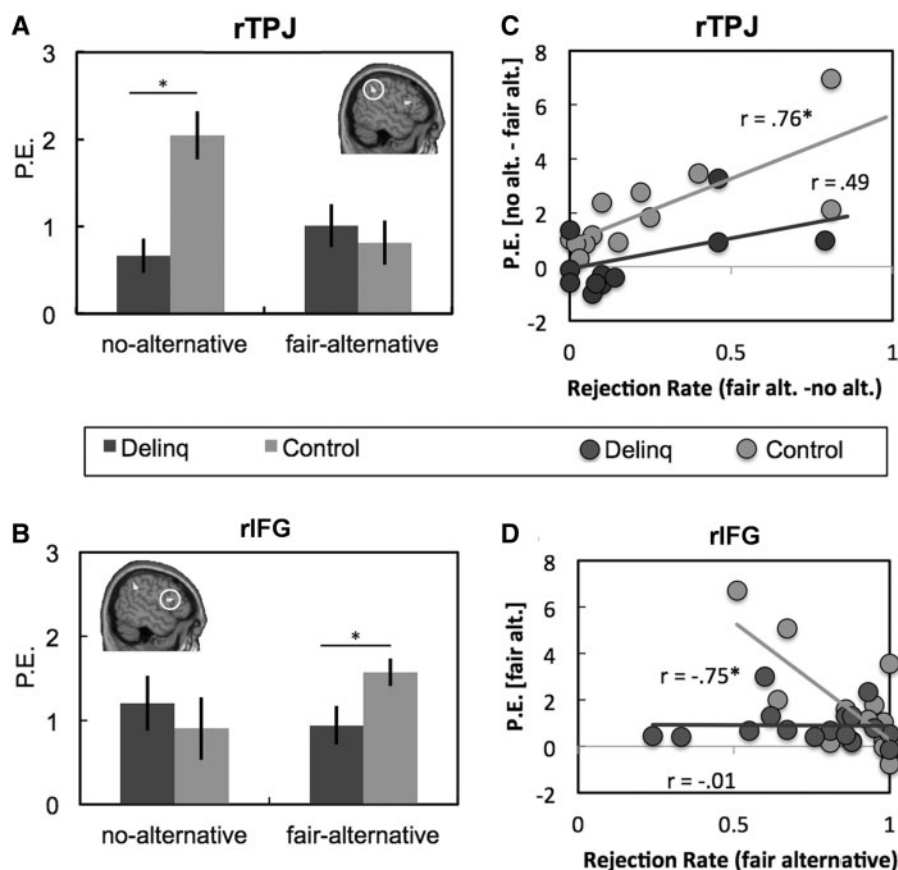 A
rTPJ
3
2
1
0
P.E.
*
no-alternative
fair-alternative
C
rTPJ
8
6
4
2
0
-2
P.E. [no alt. - fair alt.]
r = .76*
r = .49
0
0.5
1
Rejection Rate (fair alt. -no alt.)
Delinq
Control
Delinq
Control
B
rIFG
3
2
1
0
P.E.
*
no-alternative
fair-alternative
D
rIFG
8
6
4
2
0
-2
P.E. [fair alt.]
r = -.75*
r = -.01
0
0.5
1
Rejection Rate (fair alternative)